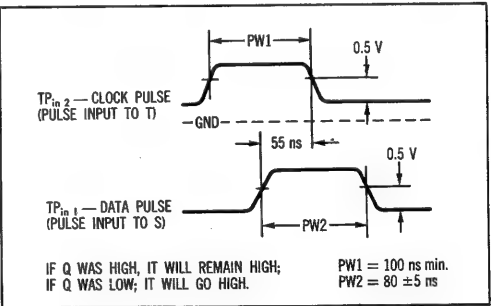 PW1
0.5 V
TPin 2 — CLOCK PULSE
(PULSE INPUT TO T)
GND
55 ns
0.5 V
TPin 1 — DATA PULSE
(PULSE INPUT TO S)
PW2
IF Q WAS HIGH, IT WILL REMAIN HIGH;
IF Q WAS LOW; IT WILL GO HIGH.
PW1 = 100 ns min.
PW2 = 80 ±5 ns